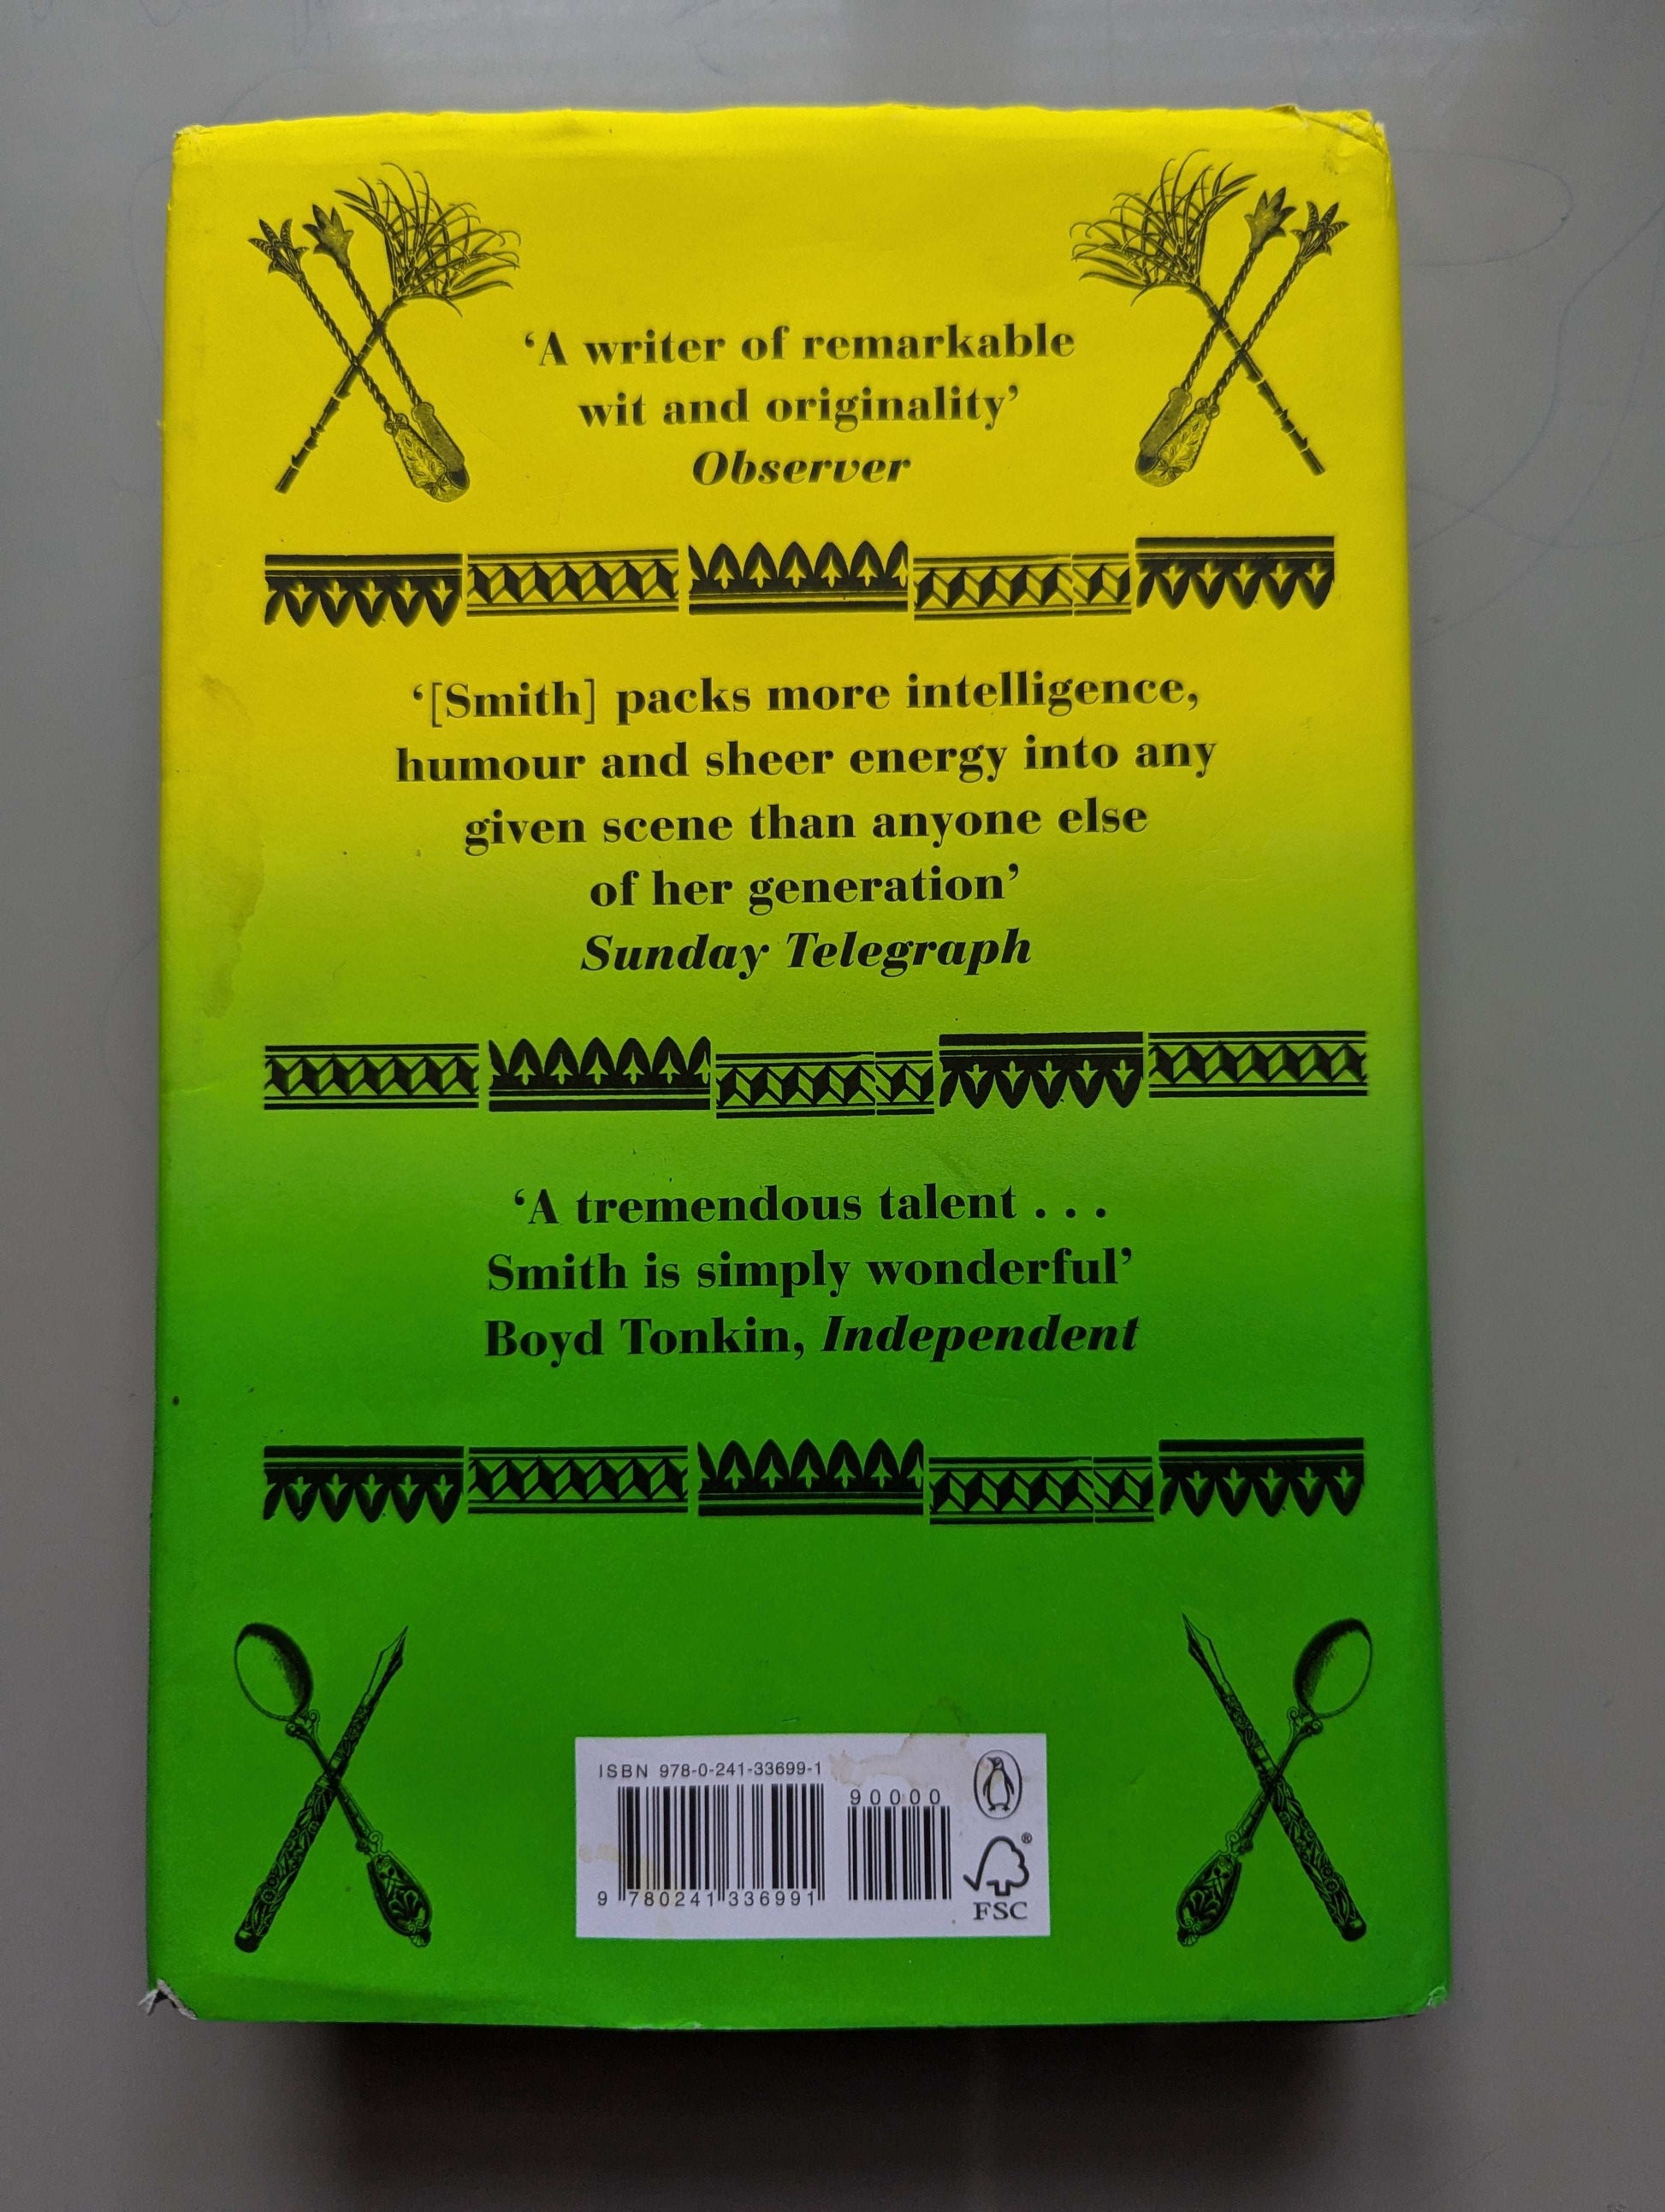 ‘A writer of remarkable
wit and originality’
Observer
‘[Smith] packs more intelligence,
humour and sheer energy into any
given scene than anyone else
of her generation’
Sunday Telegraph
‘A tremendous talent . . .
Smith is simply wonderful’
Boyd Tonkin, Independent
ISBN 978-0-241-33699-1
90000
9 780241 336991
®
FSC